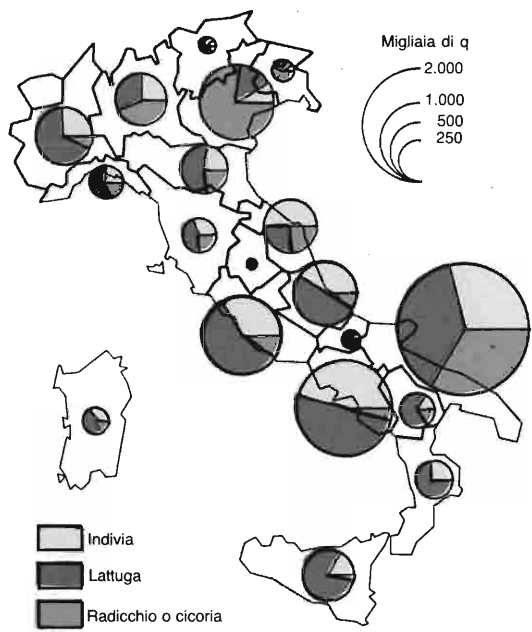 Migliaia di q
2.000
1.000
500
250
Indivia
Lattuga
Radicchio o cicoria